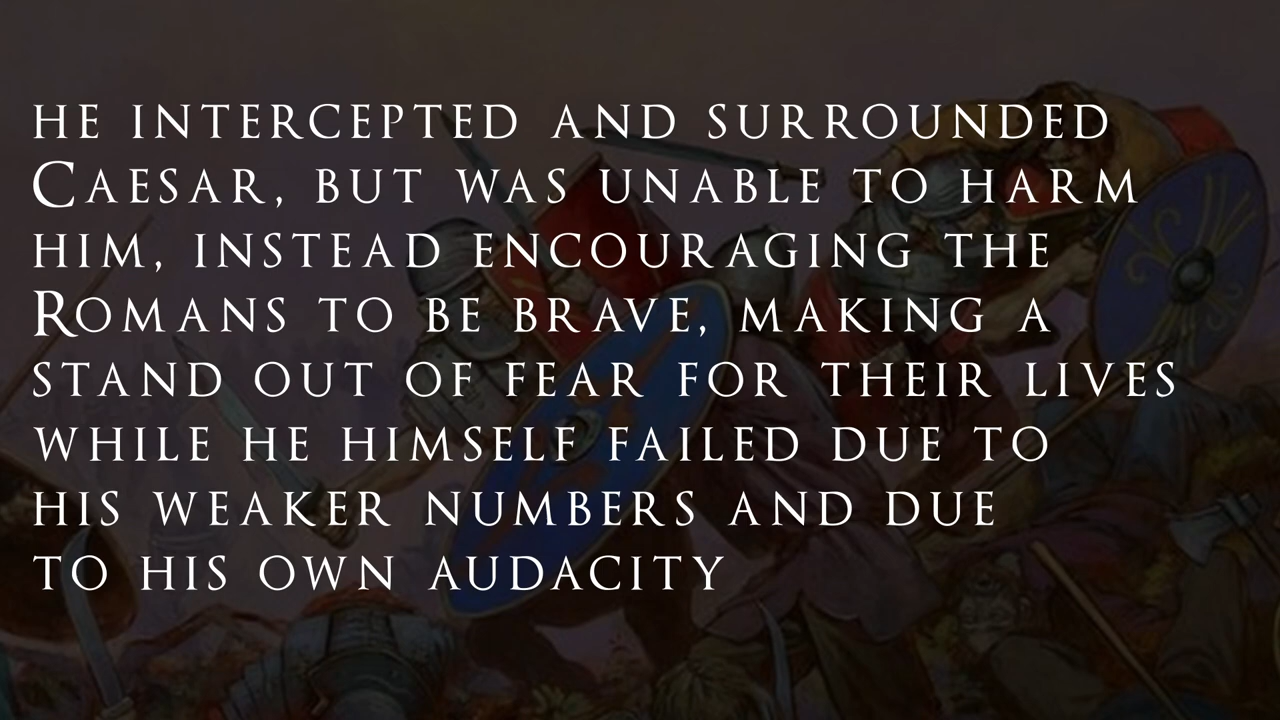 HE INTERCEPTED AND SURROUNDED
CAESAR, BUT WAS UNABLE TO HARM
HIM, INSTEAD ENCOURAGING THE
ROMANS TO BE BRAVE, MAKING A
STAND OUT OF FEAR FOR THEIR LIVES
WHILE HE HIMSELF FAILED DUE TO
HIS WEAKER NUMBERS AND DUE
TO HIS OWN AUDACITY